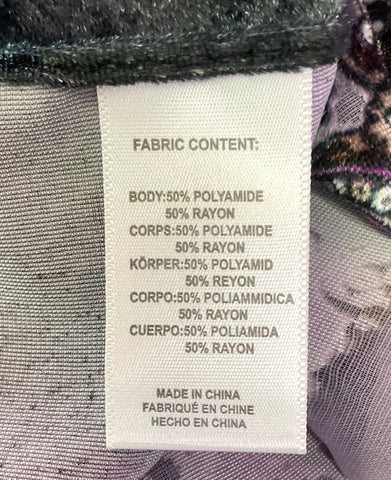 FABRIC CONTENT:
BODY:50% POLYAMIDE
50% RAYON
CORPS:50% POLYAMIDE
50% RAYON
KÖRPER:50% POLYAMID
50% REYON
CORPO:50% POLIAMMIDICA
50% RAYON
CUERPO:50% POLIAMIDA
50% RAYON
MADE IN CHINA
FABRIQUÉ EN CHINE
HECHO EN CHINA